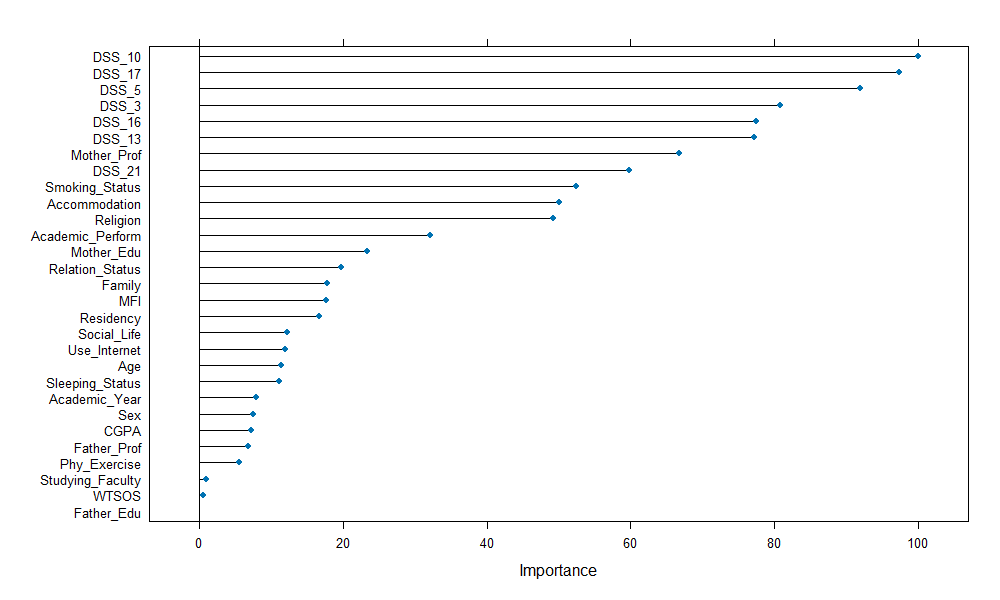 DSS_10
DSS_17
DSS_5
DSS_3
DSS_16
DSS_13
Mother_Prof
DSS_21
Smoking_Status
Accommodation
Religion
Academic_Perform
Mother_Edu
Relation_Status
Family
MFI
Residency
Social_Life
Use_Internet
Age
Sleeping_Status
Academic_Year
Sex
CGPA
Father_Prof
Phy_Exercise
Studying_Faculty
WTSOS
Father_Edu
0 20 40 60 80 100
Importance